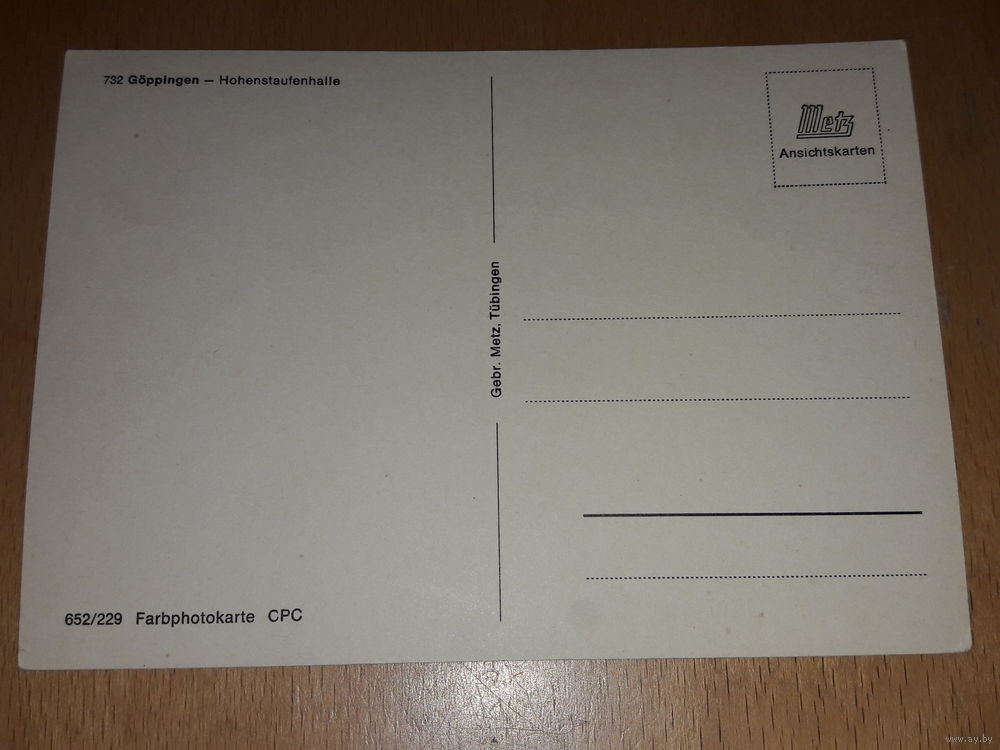 732 Göppingen — Hohenstaufenhalle
Metz
Ansichtskarten
Gebr. Metz, Tübingen
652/229 Farbphotokarte CPC
www.ay.by